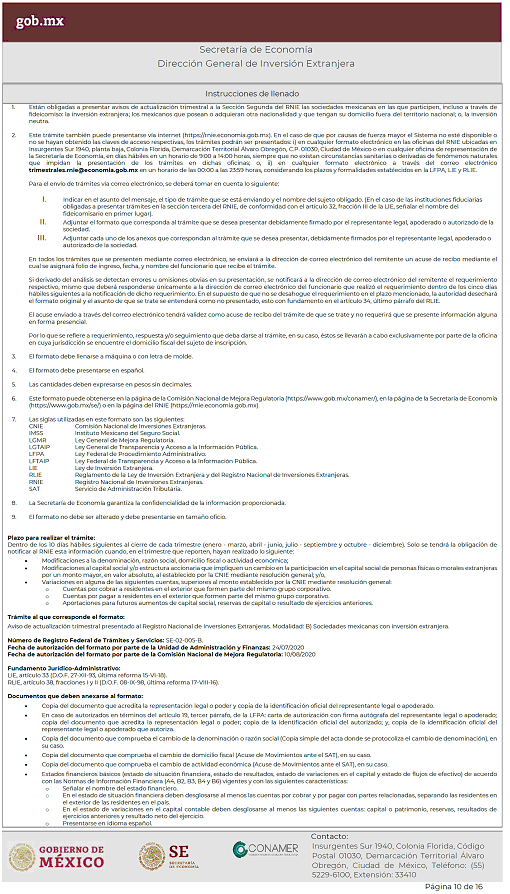 gob.mx
Secretaría de Economía
Dirección General de Inversión Extranjera
Instrucciones de llenado
1. Están obligadas a presentar avisos de actualización trimestral a la Sección Segunda del RNIE las sociedades mexicanas en las que participen, incluso a través de
fideicomiso: la inversión extranjera; los mexicanos que posean o adquieran otra nacionalidad y que tengan su domicilio fuera del territorio nacional; o, la inversión
neutra.
2. Este trámite también puede presentarse vía internet (https://rnie.economia.gob.mx). En el caso de que por causas de fuerza mayor el Sistema no esté disponible o
no se hayan obtenido las claves de acceso respectivas, los trámites podrán ser presentados: i) en cualquier formato electrónico en las oficinas del RNIE ubicadas en
Insurgentes Sur 1940, planta baja, Colonia Florida, Demarcación Territorial Álvaro Obregón, C.P. 01030, Ciudad de México o en cualquier oficina de representación de
la Secretaría de Economía, en días hábiles en un horario de 9:00 a 14:00 horas, siempre que no existan circunstancias sanitarias o derivadas de fenómenos naturales
que impidan la presentación de los trámites en dichas oficinas; o, ii) en cualquier formato electrónico a través del correo electrónico
trimestrales.rnie@economia.gob.mx en un horario de las 00:00 a las 23:59 horas, considerando los plazos y formalidades establecidos en la LFPA, LIE y RLIE.
Para el envío de trámites vía correo electrónico, se deberá tomar en cuenta lo siguiente:
I. Indicar en el asunto del mensaje, el tipo de trámite que se está enviando y el nombre del sujeto obligado. (En el caso de las instituciones fiduciarias
obligadas a presentar trámites en la sección tercera del RNIE, de conformidad con el artículo 32, fracción III de la LIE, señalar el nombre del
fideicomisario en primer lugar).
II. Adjuntar el formato que corresponda al trámite que se desea presentar debidamente firmado por el representante legal, apoderado o autorizado de la
sociedad.
III. Adjuntar cada uno de los anexos que correspondan al trámite que se desea presentar, debidamente firmados por el representante legal, apoderado o
autorizado de la sociedad.
En todos los trámites que se presenten mediante correo electrónico, se enviará a la dirección de correo electrónico del remitente un acuse de recibo mediante el
cual se asignará folio de ingreso, fecha, y nombre del funcionario que recibe el trámite.
Si derivado del análisis se detectan errores u omisiones obvias en su presentación, se notificará a la dirección de correo electrónico del remitente el requerimiento
respectivo, mismo que deberá responderse únicamente a la dirección de correo electrónico del funcionario que realizó el requerimiento dentro de los cinco días
hábiles siguientes a la notificación de dicho requerimiento. En el supuesto de que no se desahogue el requerimiento en el plazo mencionado, la autoridad desechará
el formato original y el asunto de que se trate se entenderá como no presentado, esto con fundamento en el artículo 34, último párrafo del RLIE.
El acuse enviado a través del correo electrónico tendrá validez como acuse de recibo del trámite de que se trate y no requerirá que se presente información alguna
en forma presencial.
Por lo que se refiere a requerimiento, respuesta y/o seguimiento que deba darse al trámite, en su caso, éstos se llevarán a cabo exclusivamente por parte de la oficina
en cuya jurisdicción se encuentre el domicilio fiscal del sujeto de inscripción.
3. El formato debe llenarse a máquina o con letra de molde.
4. El formato debe presentarse en español.
5. Las cantidades deben expresarse en pesos sin decimales.
6. Este formato puede obtenerse en la página de la Comisión Nacional de Mejora Regulatoria (https://www.gob.mx/conamer/), en la página de la Secretaría de Economía
(https://www.gob.mx/se/) o en la página del RNIE (https://rnie.economia.gob.mx).
7. Las siglas utilizadas en este formato son las siguientes:
CNIE Comisión Nacional de Inversiones Extranjeras.
IMSS Instituto Mexicano del Seguro Social.
LGMR Ley General de Mejora Regulatoria.
LGTAIP Ley General de Transparencia y Acceso a la Información Pública.
LFPA Ley Federal de Procedimiento Administrativo.
LFTAIP Ley Federal de Transparencia y Acceso a la Información Pública.
LIE Ley de Inversión Extranjera.
RLIE Reglamento de la Ley de Inversión Extranjera y del Registro Nacional de Inversiones Extranjeras.
RNIE Registro Nacional de Inversiones Extranjeras.
SAT Servicio de Administración Tributaria.
8. La Secretaría de Economía garantiza la confidencialidad de la información proporcionada.
9. El formato no debe ser alterado y debe presentarse en tamaño oficio.
Plazo para realizar el trámite:
Dentro de los 10 días hábiles siguientes al cierre de cada trimestre (enero - marzo, abril - junio, julio - septiembre y octubre - diciembre). Solo se tendrá la obligación de
notificar al RNIE esta información cuando, en el trimestre que reporten, hayan realizado lo siguiente:
• Modificaciones a la denominación, razón social, domicilio fiscal o actividad económica;
• Modificaciones al capital social y/o estructura accionaria que impliquen un cambio en la participación en el capital social de personas físicas o morales extranjeras
por un monto mayor, en valor absoluto, al establecido por la CNIE mediante resolución general; y/o,
• Variaciones en alguna de las siguientes cuentas, superiores al monto establecido por la CNIE mediante resolución general:
o Cuentas por cobrar a residentes en el exterior que formen parte del mismo grupo corporativo.
o Cuentas por pagar a residentes en el exterior que formen parte del mismo grupo corporativo.
o Aportaciones para futuros aumentos de capital social, reservas de capital o resultado de ejercicios anteriores.
Trámite al que corresponde el formato:
Aviso de actualización trimestral presentado al Registro Nacional de Inversiones Extranjeras. Modalidad: B) Sociedades mexicanas con inversión extranjera.
Número de Registro Federal de Trámites y Servicios: SE-02-005-B.
Fecha de autorización del formato por parte de la Unidad de Administración y Finanzas: 24/07/2020
Fecha de autorización del formato por parte de la Comisión Nacional de Mejora Regulatoria: 10/08/2020
Fundamento Jurídico-Administrativo:
LIE, artículo 33 (D.O.F. 27-XII-93, última reforma 15-VI-18).
RLIE, artículo 38, fracciones I y II (D.O.F. 08-IX-98, última reforma 17-VIII-16).
Documentos que deben anexarse al formato:
• Copia del documento que acredita la representación legal o poder y copia de la identificación oficial del representante legal o apoderado.
• En caso de autorizados en términos del artículo 19, tercer párrafo, de la LFPA: carta de autorización con firma autógrafa del representante legal o apoderado;
copia del documento que acredita la representación legal o poder; copia de la identificación oficial del autorizado; y, copia de la identificación oficial del
representante legal o apoderado que autoriza.
• Copia del documento que comprueba el cambio de la denominación o razón social (Copia simple del acta donde se protocoliza el cambio de denominación), en
su caso.
• Copia del documento que comprueba el cambio de domicilio fiscal (Acuse de Movimientos ante el SAT), en su caso.
• Copia del documento que comprueba el cambio de actividad económica (Acuse de Movimientos ante el SAT), en su caso.
• Estados financieros básicos (estado de situación financiera, estado de resultados, estado de variaciones en el capital y estado de flujos de efectivo) de acuerdo
con las Normas de Información Financiera (A4, B2, B3, B4 y B6) vigentes y con las siguientes características:
o Señalar el nombre del estado financiero.
o En el estado de situación financiera deben desglosarse al menos las cuentas por cobrar y por pagar con partes relacionadas, separando las residentes en
el exterior de las residentes en el país.
o En el estado de variaciones en el capital contable deben desglosarse al menos las siguientes cuentas: capital o patrimonio, reservas, resultados de
ejercicios anteriores y resultado neto del ejercicio.
o Presentarse en idioma español.
GOBIERNO DE
MÉXICO
SE
SECRETARÍA
DE ECONOMÍA
CONAMER
Contacto:
Insurgentes Sur 1940, Colonia Florida, Código
Postal 01030, Demarcación Territorial Álvaro
Obregón, Ciudad de México, Teléfono: (55)
5229-6100, Extensión: 33410
Página 10 de 16